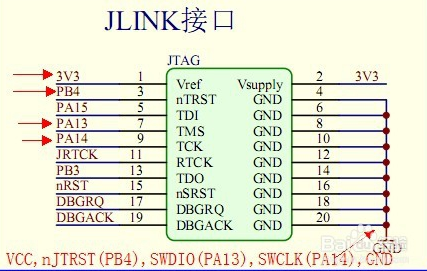 JLINK接口
JTAG
3V3 1 Vref Vsupply 2 3V3
PB4 3 nTRST GND 4
PA15 5 TDI GND 6
PA13 7 TMS GND 8
PA14 9 TCK GND 10
JRTCK 11 RTCK GND 12
PB3 13 TDO GND 14
nRST 15 nSRST GND 16
DBGRQ 17 DBGRQ GND 18
DBGACK 19 DBGACK GND 20
GND
VCC,nJTRST(PB4),SWDIO(PA13),SWCLK(PA14),GND